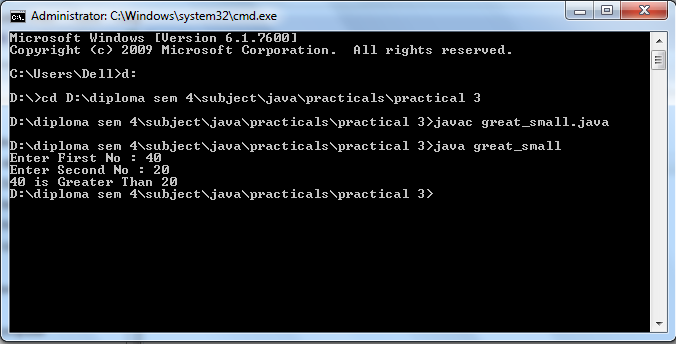 Administrator: C:\Windows\system32\cmd.exe
Microsoft Windows [Version 6.1.7600]
Copyright (c) 2009 Microsoft Corporation.  All rights reserved.
C:\Users\Dell>d:
D:\>cd D:\diploma sem 4\subject\java\practicals\practical 3
D:\diploma sem 4\subject\java\practicals\practical 3>javac great_small.java
D:\diploma sem 4\subject\java\practicals\practical 3>java great_small
Enter First No : 40
Enter Second No : 20
40 is Greater Than 20
D:\diploma sem 4\subject\java\practicals\practical 3>